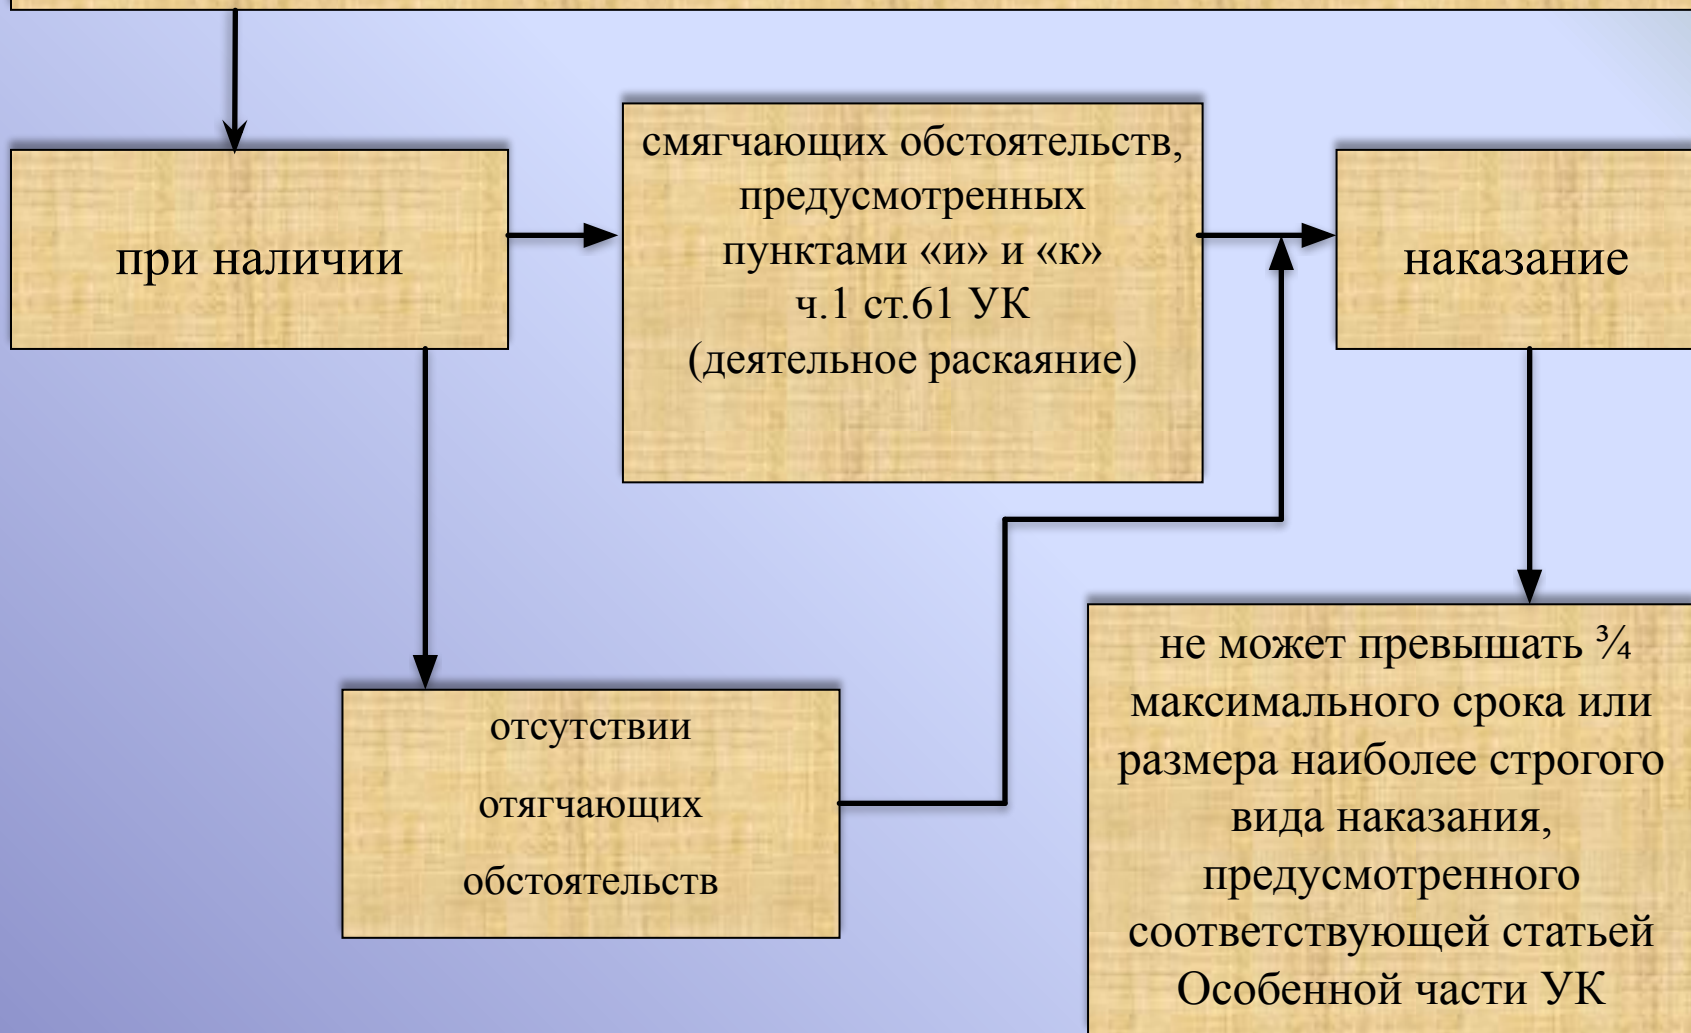 при наличии
смягчающих обстоятельств,
предусмотренных
пунктами «и» и «к»
ч.1 ст.61 УК
(деятельное раскаяние)
наказание
отсутствии
отягчающих
обстоятельств
не может превышать ¾
максимального срока или
размера наиболее строгого
вида наказания,
предусмотренного
соответствующей статьей
Особенной части УК